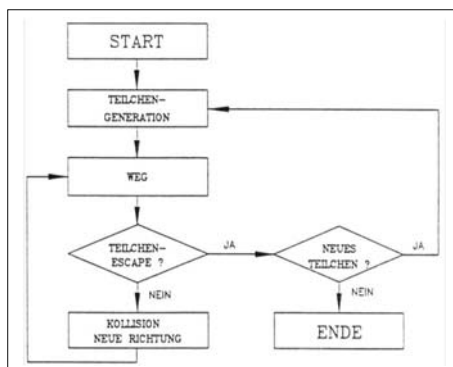 START
TEILCHEN-
GENERATION
WEG
TEILCHEN-
ESCAPE ?
JA
NEUES
TEILCHEN ?
JA
NEIN
NEIN
KOLLISION
NEUE RICHTUNG
ENDE